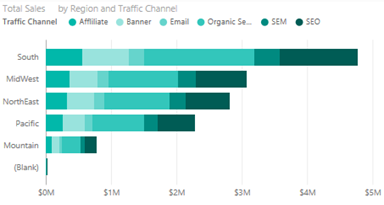 Total Sales by Region and Traffic Channel
Traffic Channel Affiliate Banner Email Organic Se... SEM SEO
South
MidWest
NorthEast
Pacific
Mountain
(Blank)
$0M $1M $2M $3M $4M $5M